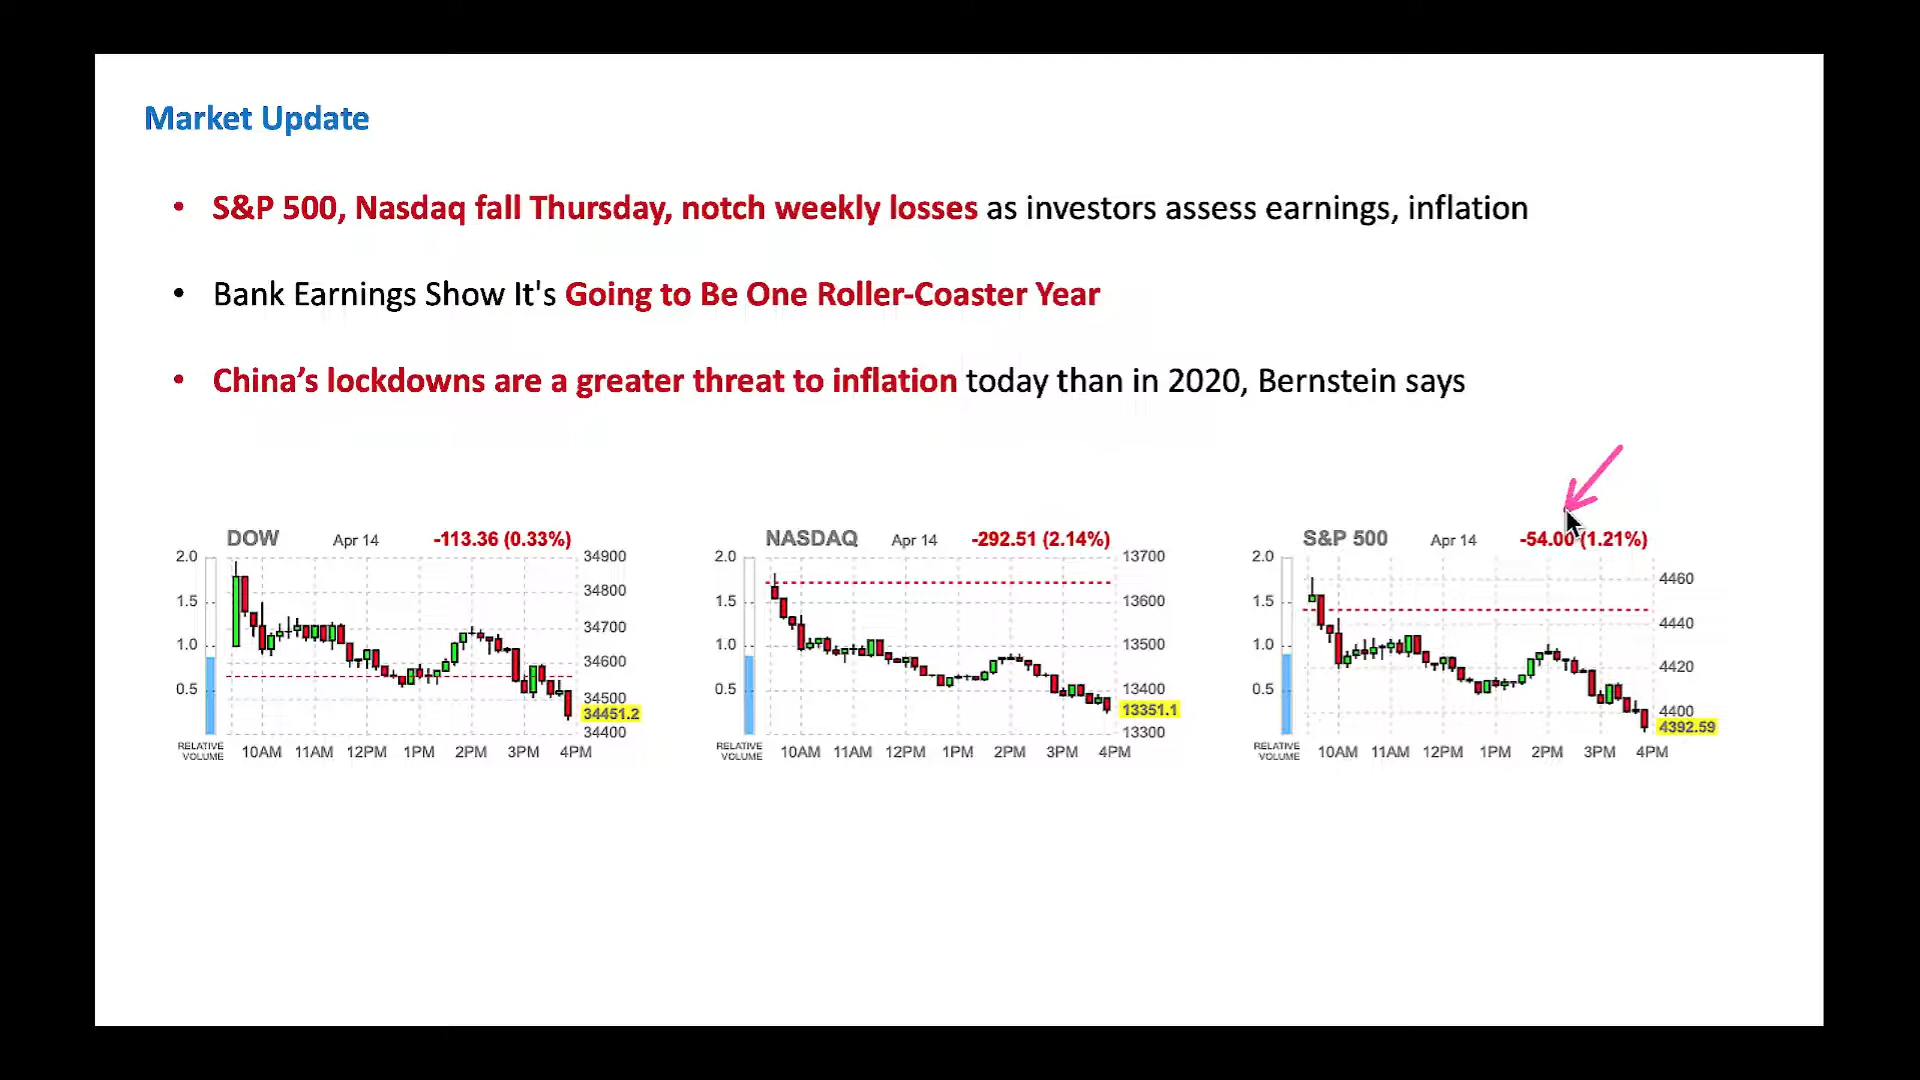 Market Update
• S&P 500, Nasdaq fall Thursday, notch weekly losses as investors assess earnings, inflation
• Bank Earnings Show It's Going to Be One Roller-Coaster Year
• China’s lockdowns are a greater threat to inflation today than in 2020, Bernstein says
DOW Apr 14 -113.36 (0.33%)
2.0
1.5
1.0
0.5
34900
34800
34700
34600
34500
34451.2
34400
RELATIVE
VOLUME
10AM 11AM 12PM 1PM 2PM 3PM 4PM
NASDAQ Apr 14 -292.51 (2.14%)
2.0
1.5
1.0
0.5
13700
13600
13500
13400
13351.1
13300
RELATIVE
VOLUME
10AM 11AM 12PM 1PM 2PM 3PM 4PM
S&P 500 Apr 14 -54.00 (1.21%)
2.0
1.5
1.0
0.5
4460
4440
4420
4400
4392.59
RELATIVE
VOLUME
10AM 11AM 12PM 1PM 2PM 3PM 4PM